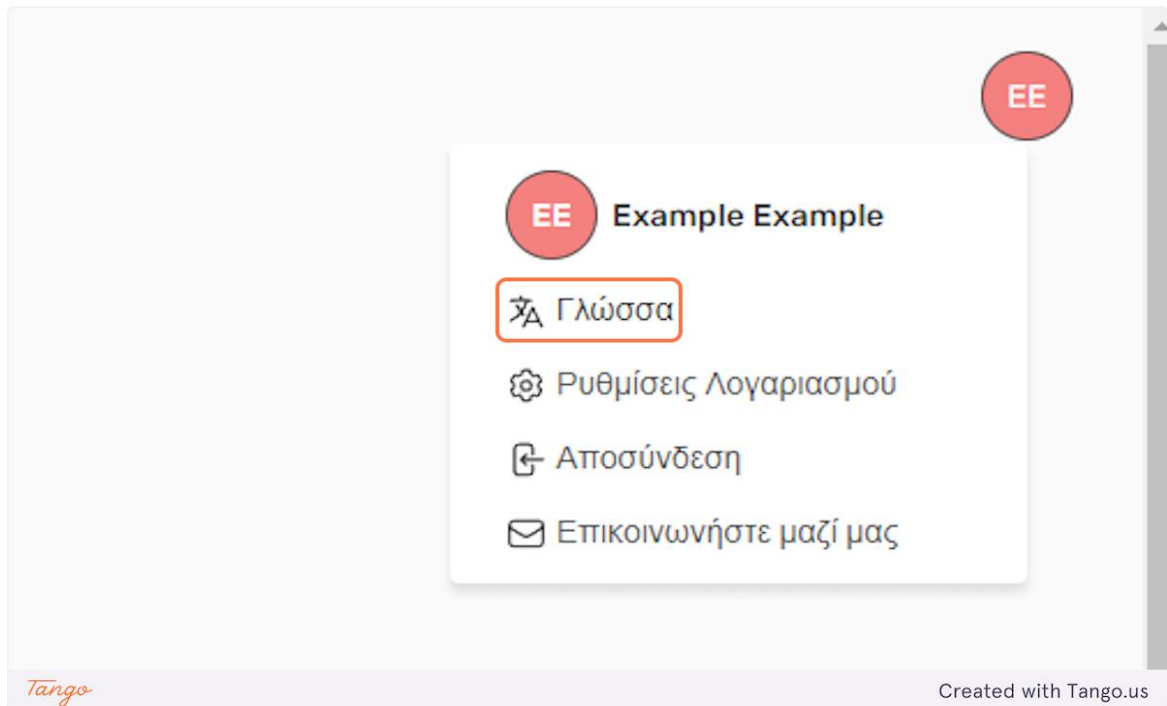 EE
EE Example Example
Γλώσσα
Ρυθμίσεις Λογαριασμού
Αποσύνδεση
Επικοινωνήστε μαζί μας
Tango Created with Tango.us